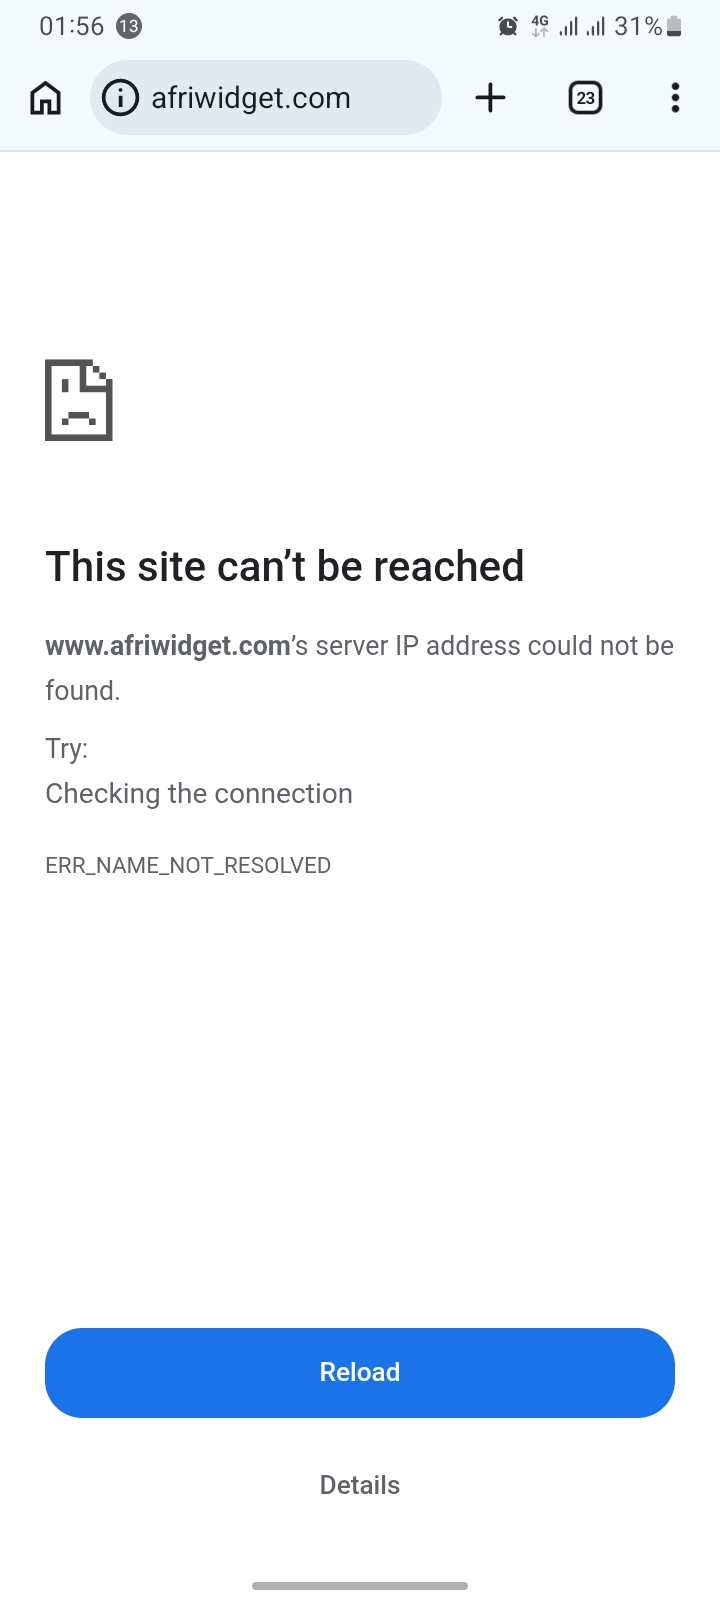 01:56 13 4G 31%
afriwidget.com 23
This site can’t be reached
www.afriwidget.com’s server IP address could not be
found.
Try:
Checking the connection
ERR_NAME_NOT_RESOLVED
Reload
Details